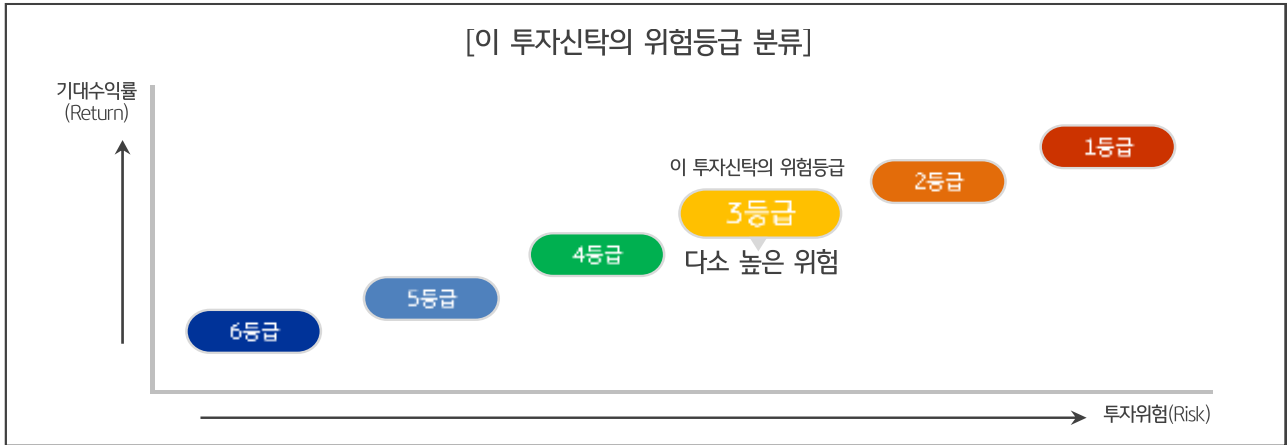 [이 투자신탁의 위험등급 분류]
기대수익률
(Return)
1등급
이 투자신탁의 위험등급
2등급
3등급
4등급
다소 높은 위험
5등급
6등급
투자위험(Risk)